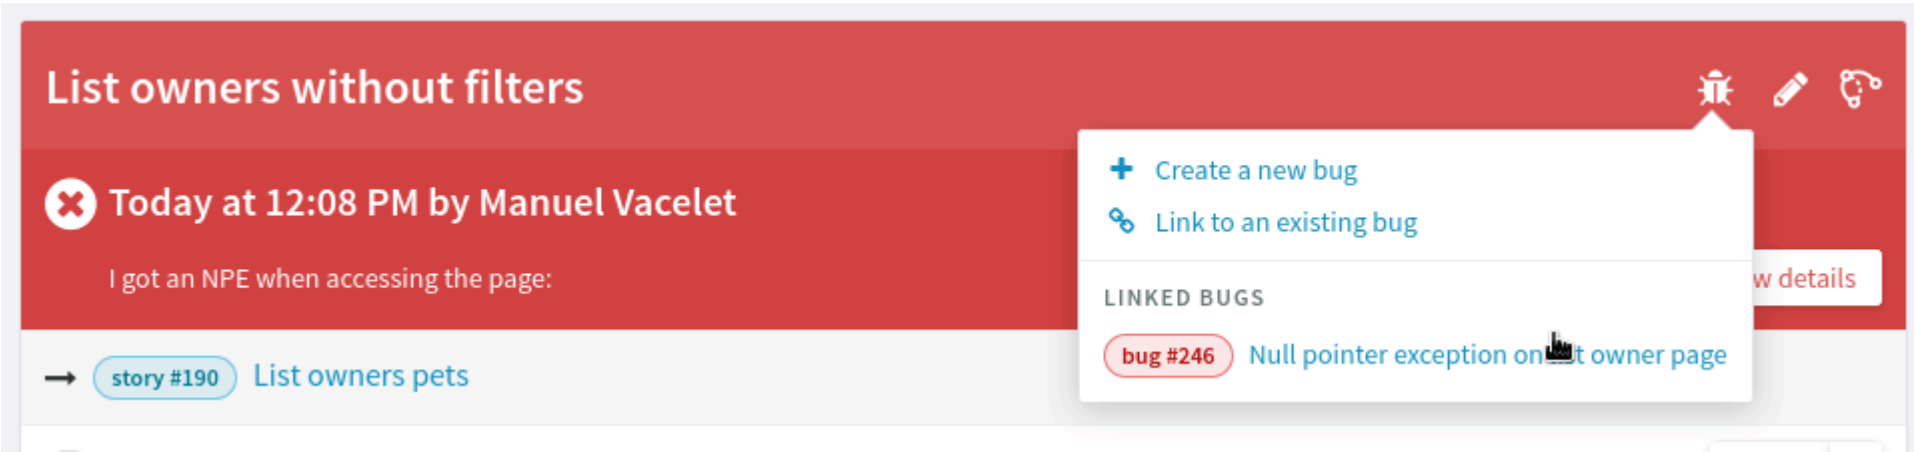 List owners without filters
Create a new bug
Today at 12:08 PM by Manuel Vacelet
Link to an existing bug
I got an NPE when accessing the page:
details
LINKED BUGS
bug #246 Null pointer exception on owner page
story #190 List owners pets